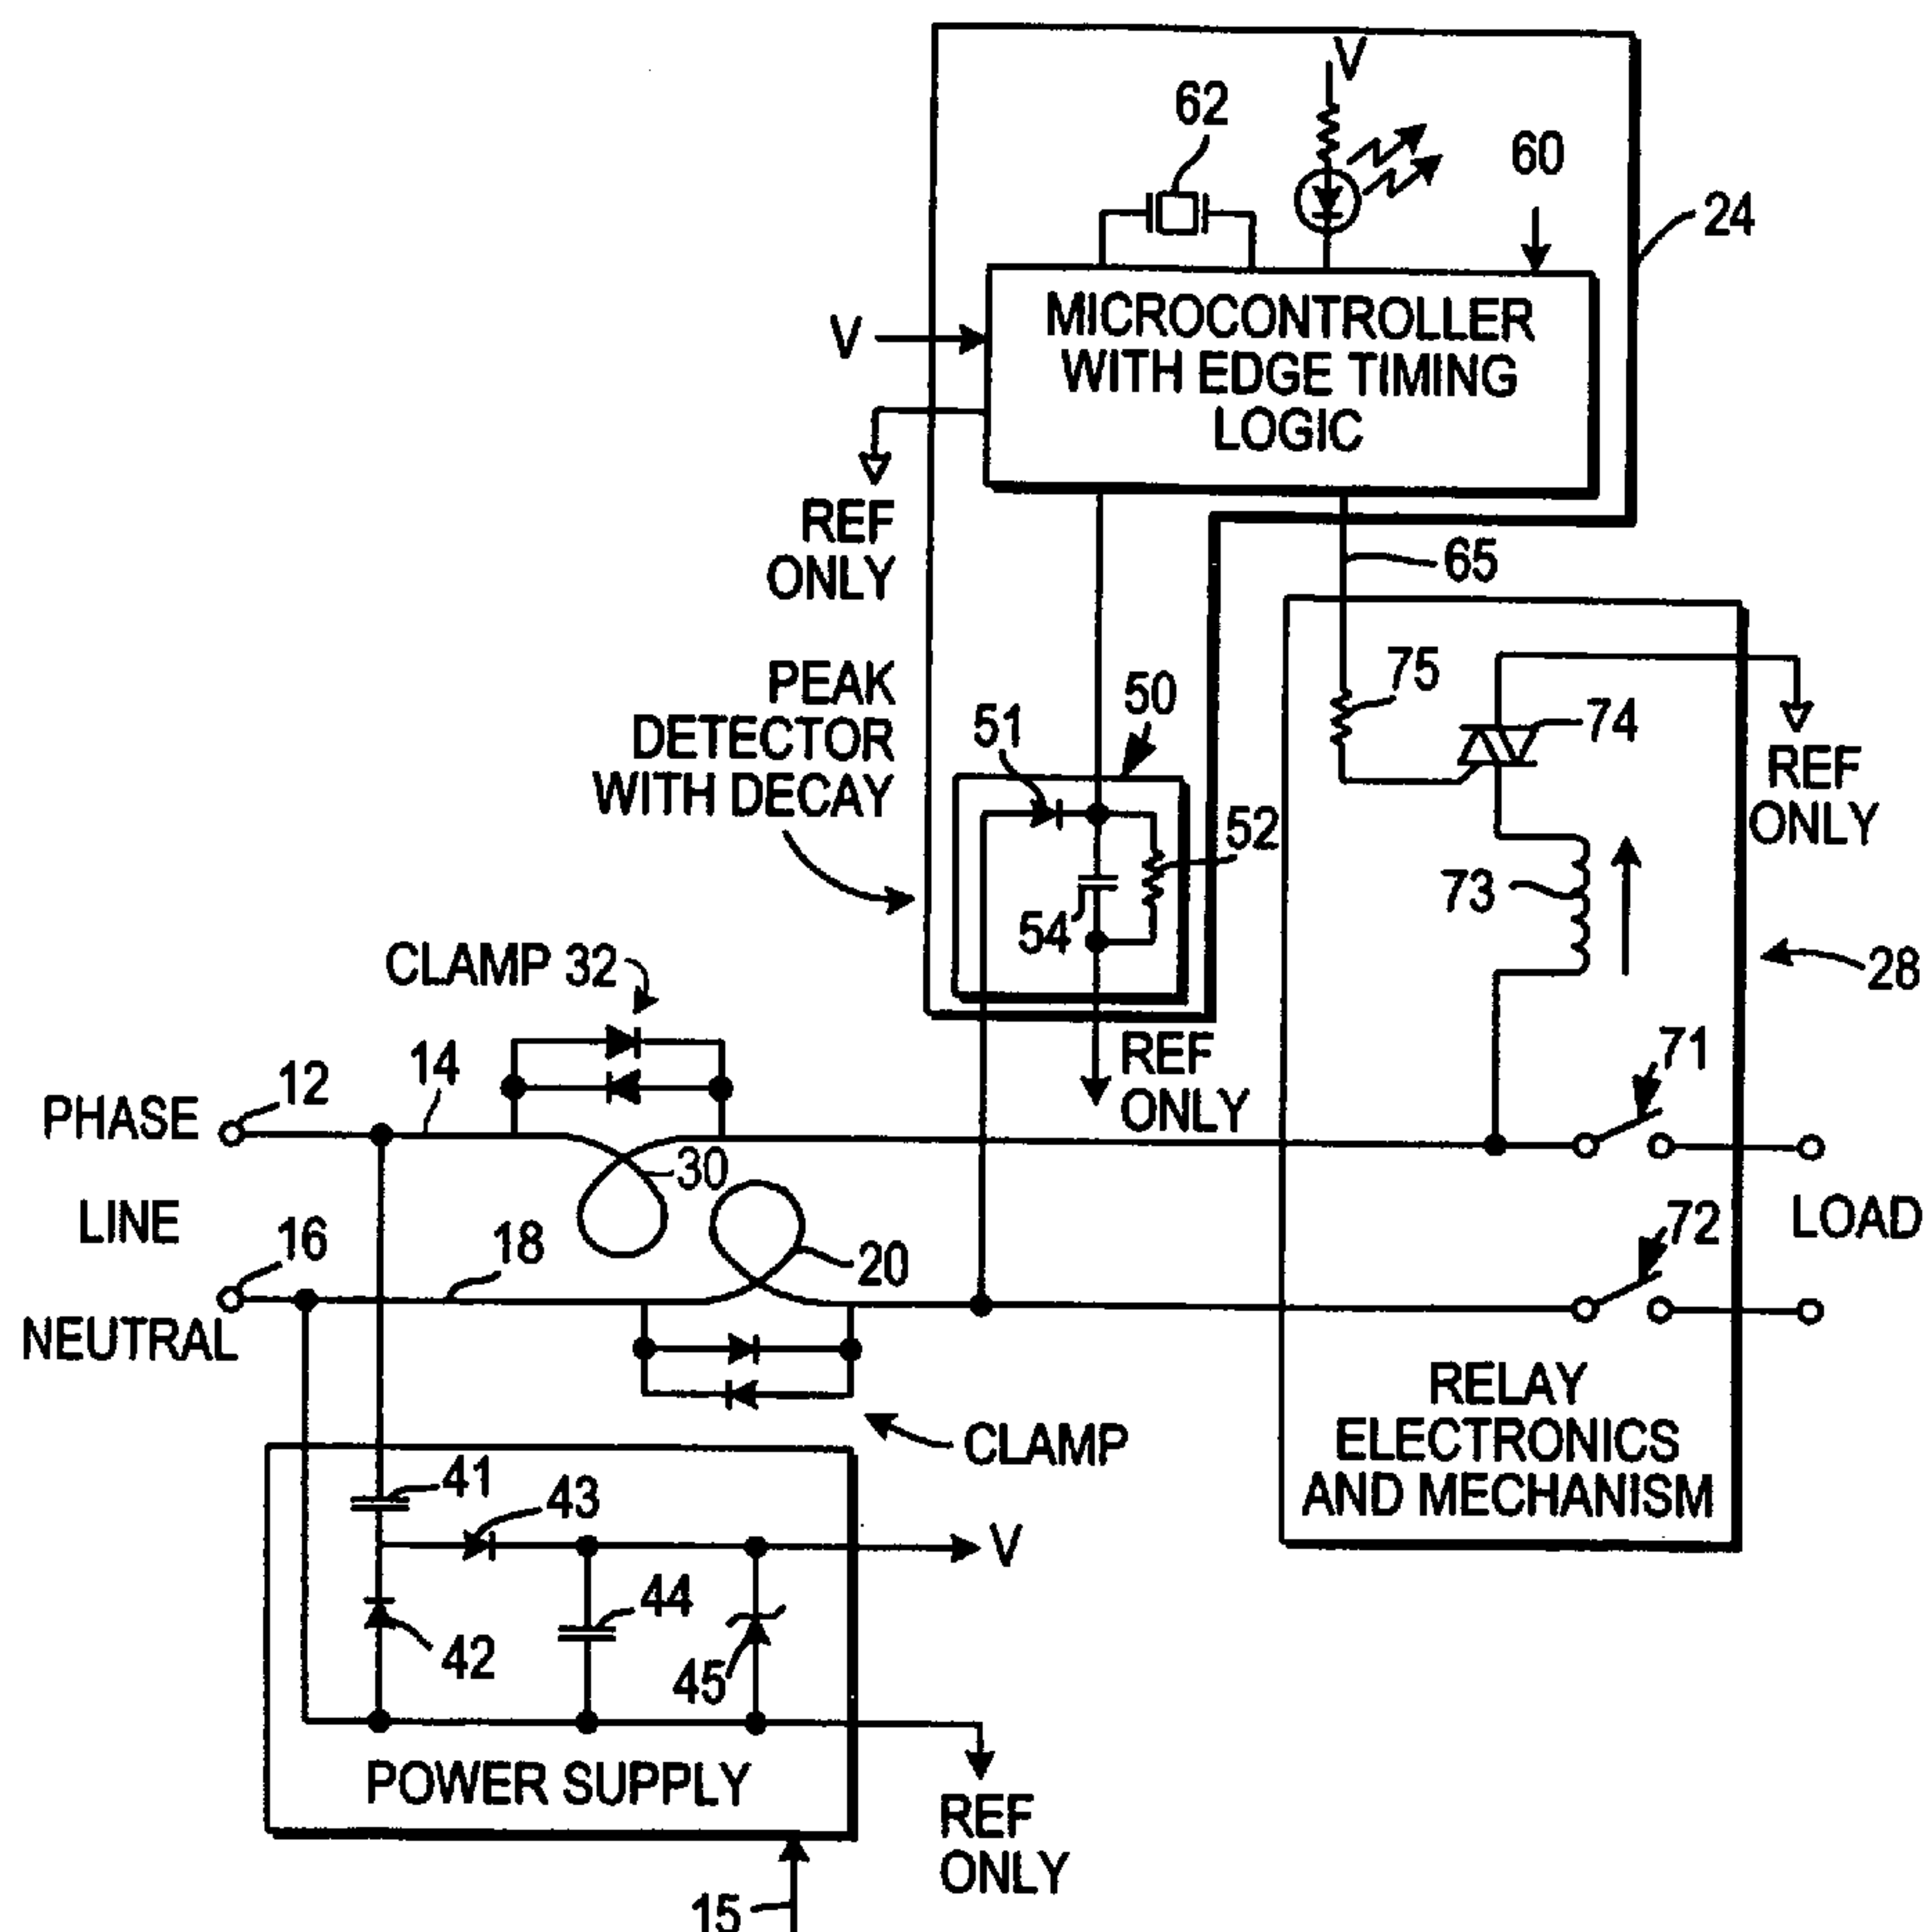 V
62
60
24
MICROCONTROLLER
WITH EDGE TIMING
LOGIC
V
REF
ONLY
65
PEAK
DETECTOR
WITH DECAY
50
51
52
54
75
74
REF
ONLY
73
28
CLAMP 32
REF
ONLY
71
PHASE
12
14
30
LINE
16
18
20
72
LOAD
NEUTRAL
CLAMP
RELAY
ELECTRONICS
AND MECHANISM
41
43
V
44
42
45
POWER SUPPLY
REF
ONLY
15